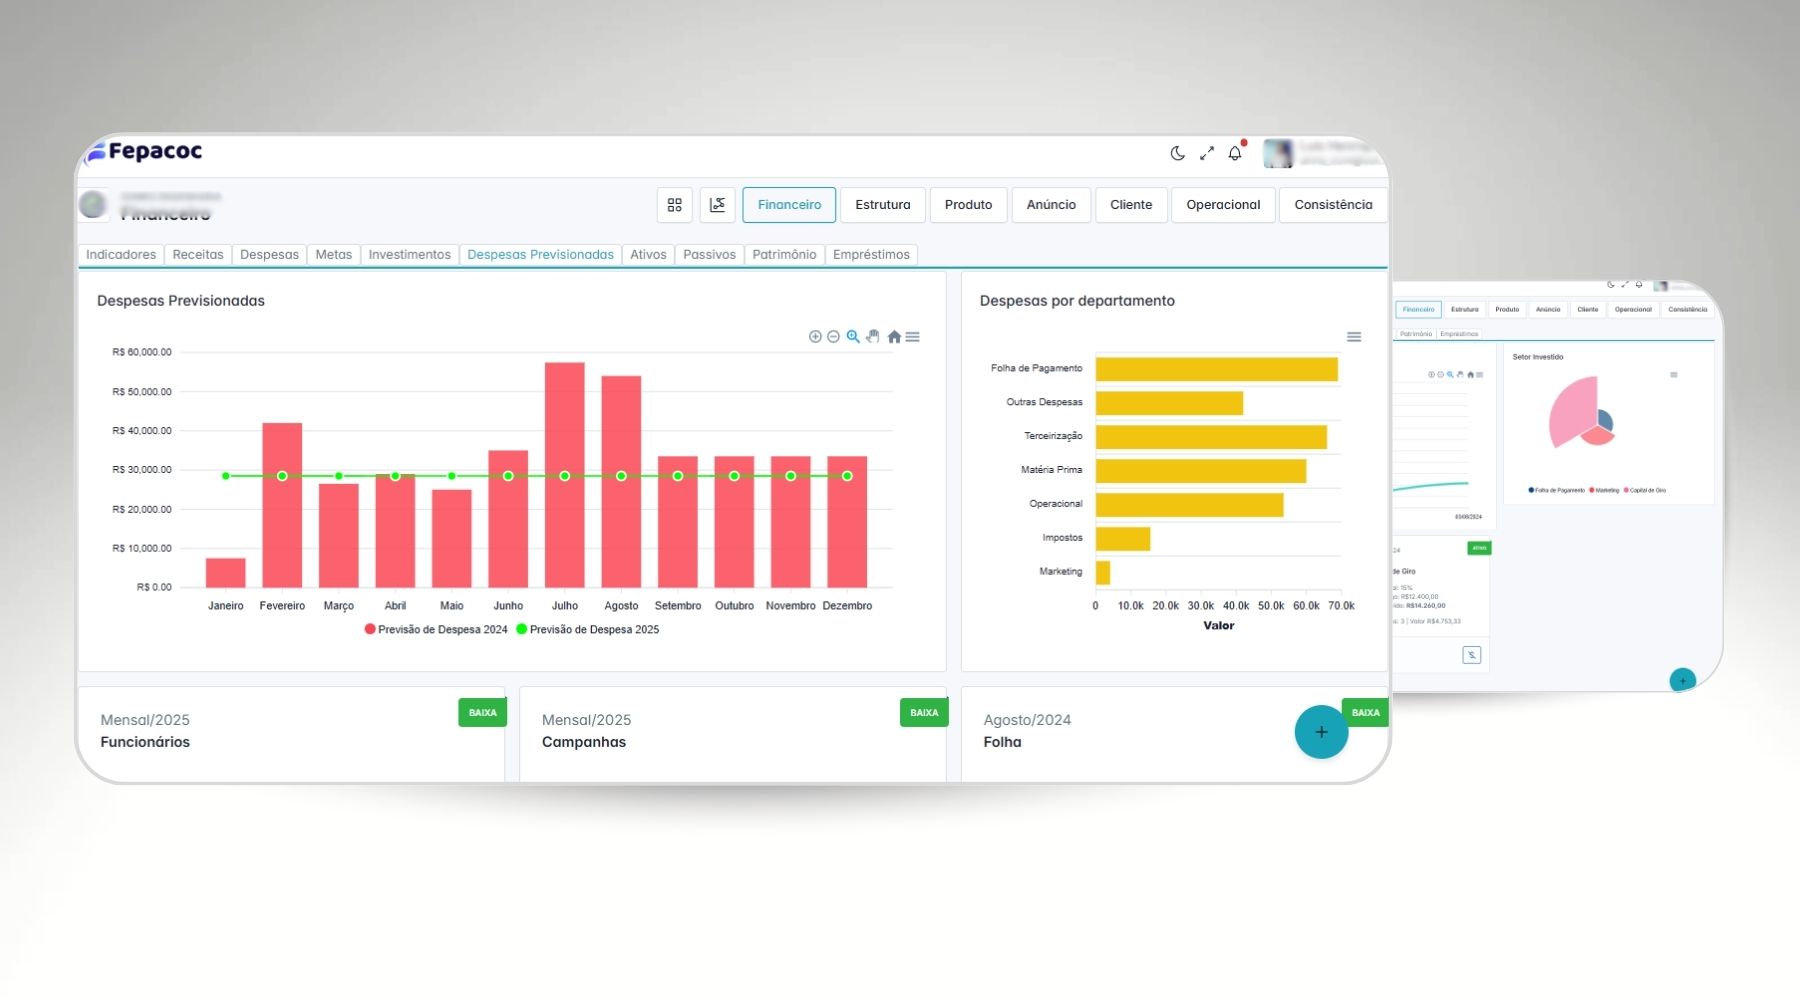 Fepacoc
Financeiro
Financeiro Estrutura Produto Anúncio Cliente Operacional Consistência
Indicadores Receitas Despesas Metas Investimentos Despesas Previsionadas Ativos Passivos Patrimônio Empréstimos
Despesas Previsionadas
R$ 60,000.00
R$ 50,000.00
R$ 40,000.00
R$ 30,000.00
R$ 20,000.00
R$ 10,000.00
R$ 0.00
Janeiro Fevereiro Março Abril Maio Junho Julho Agosto Setembro Outubro Novembro Dezembro
Previsão de Despesa 2024 Previsão de Despesa 2025
Despesas por departamento
Folha de Pagamento
Outras Despesas
Terceirização
Matéria Prima
Operacional
Impostos
Marketing
0 10.0k 20.0k 30.0k 40.0k 50.0k 60.0k 70.0k
Valor
Mensal/2025
Funcionários
BAIXA
Mensal/2025
Campanhas
BAIXA
Agosto/2024
Folha
+
BAIXA
Financeiro Estrutura Produto Anúncio Cliente Operacional Consistência
Patrimônio Empréstimos
Setor Investido
Folha de Pagamento Marketing Capital de Giro
03/08/2024
24
ATIVO
de Giro
al: 15%
o: R$12.400,00
ido: R$14.260,00
s: 3 | Valor R$4.753,33
+